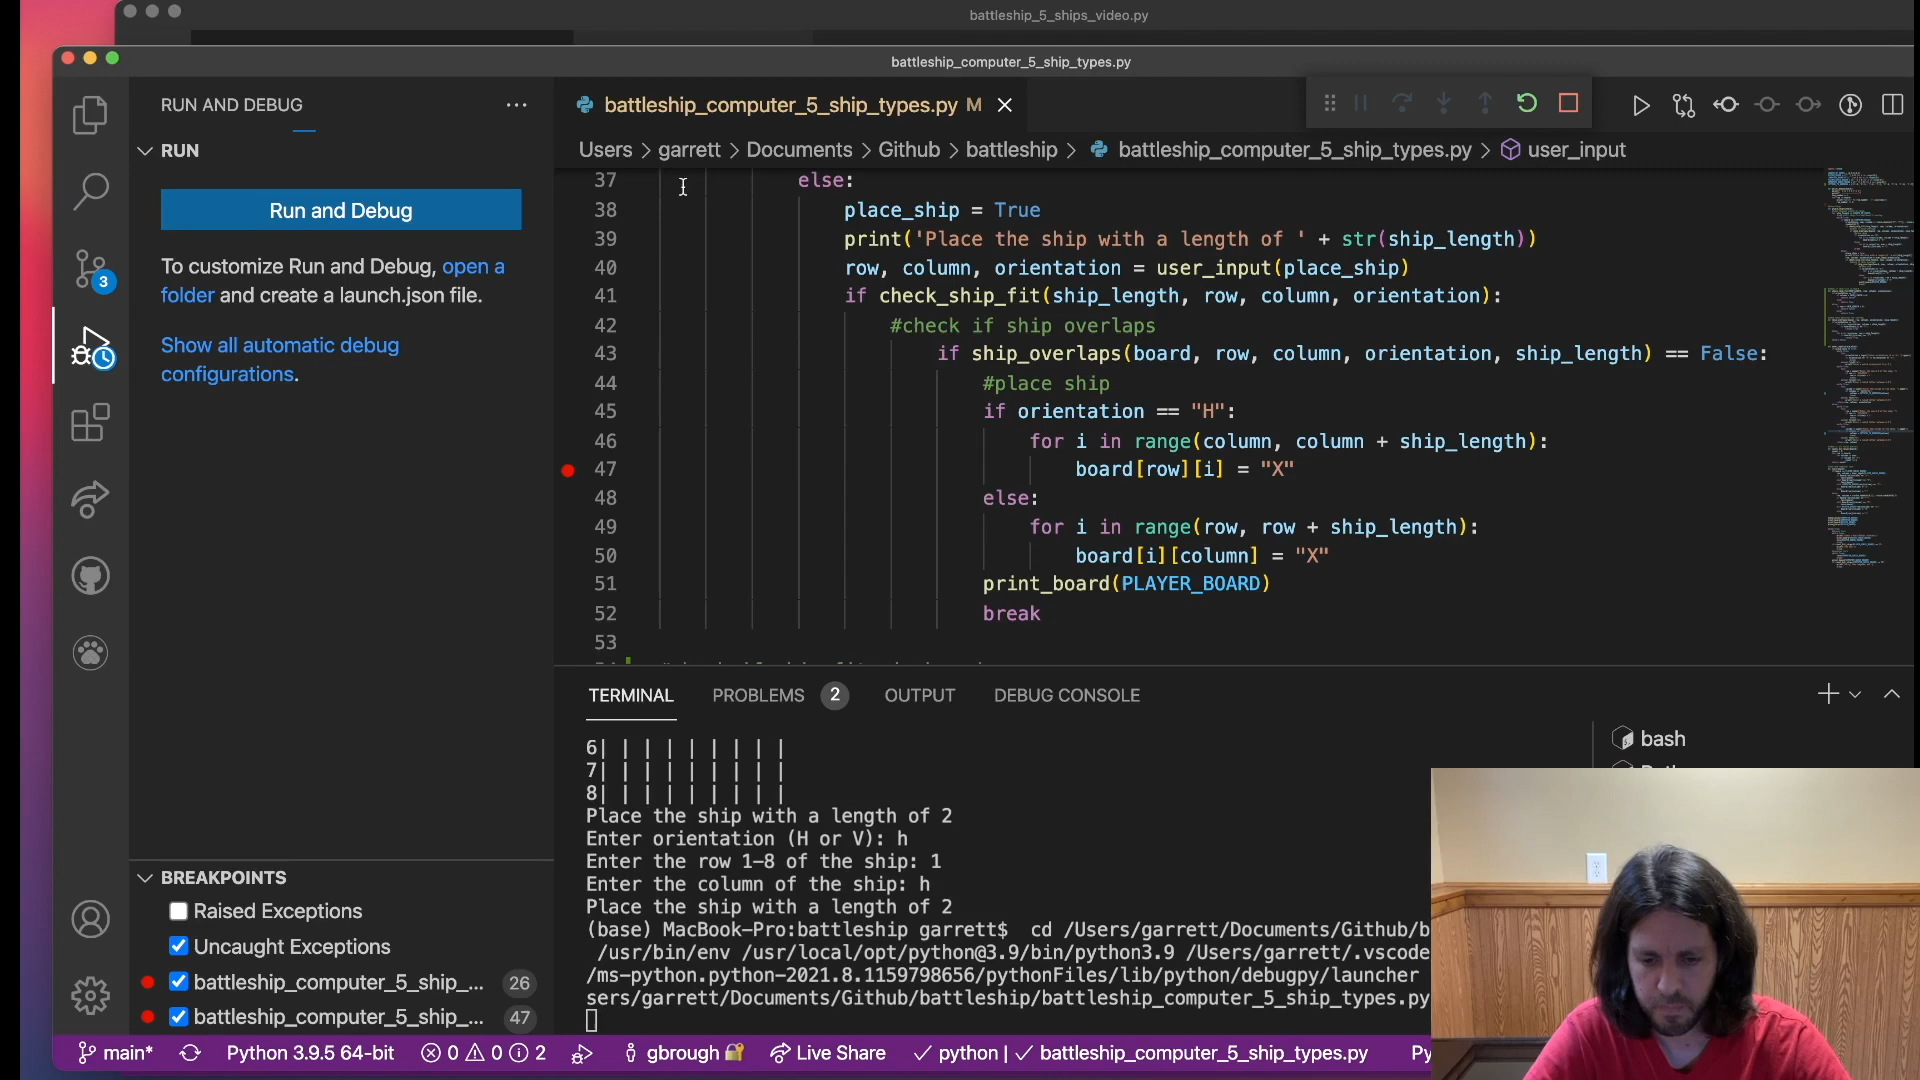 battleship_5_ships_video.py
battleship_computer_5_ship_types.py
RUN AND DEBUG
battleship_computer_5_ship_types.py M
Users > garrett > Documents > Github > battleship > battleship_computer_5_ship_types.py > user_input
RUN
Run and Debug
To customize Run and Debug, open a
folder and create a launch.json file.
Show all automatic debug
configurations.
3
37 else:
38 place_ship = True
39 print('Place the ship with a length of ' + str(ship_length))
40 row, column, orientation = user_input(place_ship)
41 if check_ship_fit(ship_length, row, column, orientation):
42 #check if ship overlaps
43 if ship_overlaps(board, row, column, orientation, ship_length) == False:
44 #place ship
45 if orientation == "H":
46 for i in range(column, column + ship_length):
47 board[row][i] = "X"
48 else:
49 for i in range(row, row + ship_length):
50 board[i][column] = "X"
51 print_board(PLAYER_BOARD)
52 break
53
TERMINAL PROBLEMS 2 OUTPUT DEBUG CONSOLE
bash
6| | | | | | | | |
7| | | | | | | | |
8| | | | | | | | |
Place the ship with a length of 2
Enter orientation (H or V): h
Enter the row 1-8 of the ship: 1
Enter the column of the ship: h
Place the ship with a length of 2
(base) MacBook-Pro:battleship garrett$ cd /Users/garrett/Documents/Github/b
/usr/bin/env /usr/local/opt/python@3.9/bin/python3.9 /Users/garrett/.vscode
/ms-python.python-2021.8.1159798656/pythonFiles/lib/python/debugpy/launcher
sers/garrett/Documents/Github/battleship/battleship_computer_5_ship_types.py
BREAKPOINTS
Raised Exceptions
Uncaught Exceptions
battleship_computer_5_ship_... 26
battleship_computer_5_ship_... 47
main* Python 3.9.5 64-bit 0 0 2 gbrough Live Share python | battleship_computer_5_ship_types.py Py